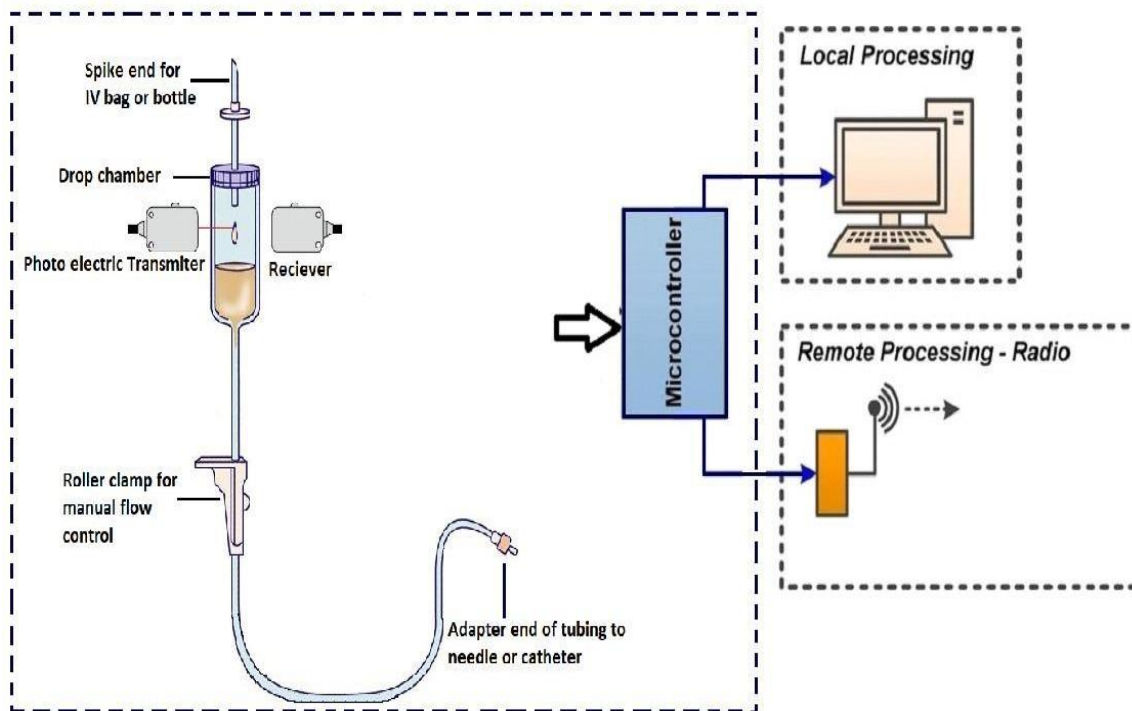 Spike end for
IV bag or bottle
Drop chamber
Photo electric Transmiter
Reciever
Roller clamp for
manual flow
control
Adapter end of tubing to
needle or catheter
Microcontroller
Local Processing
Remote Processing - Radio